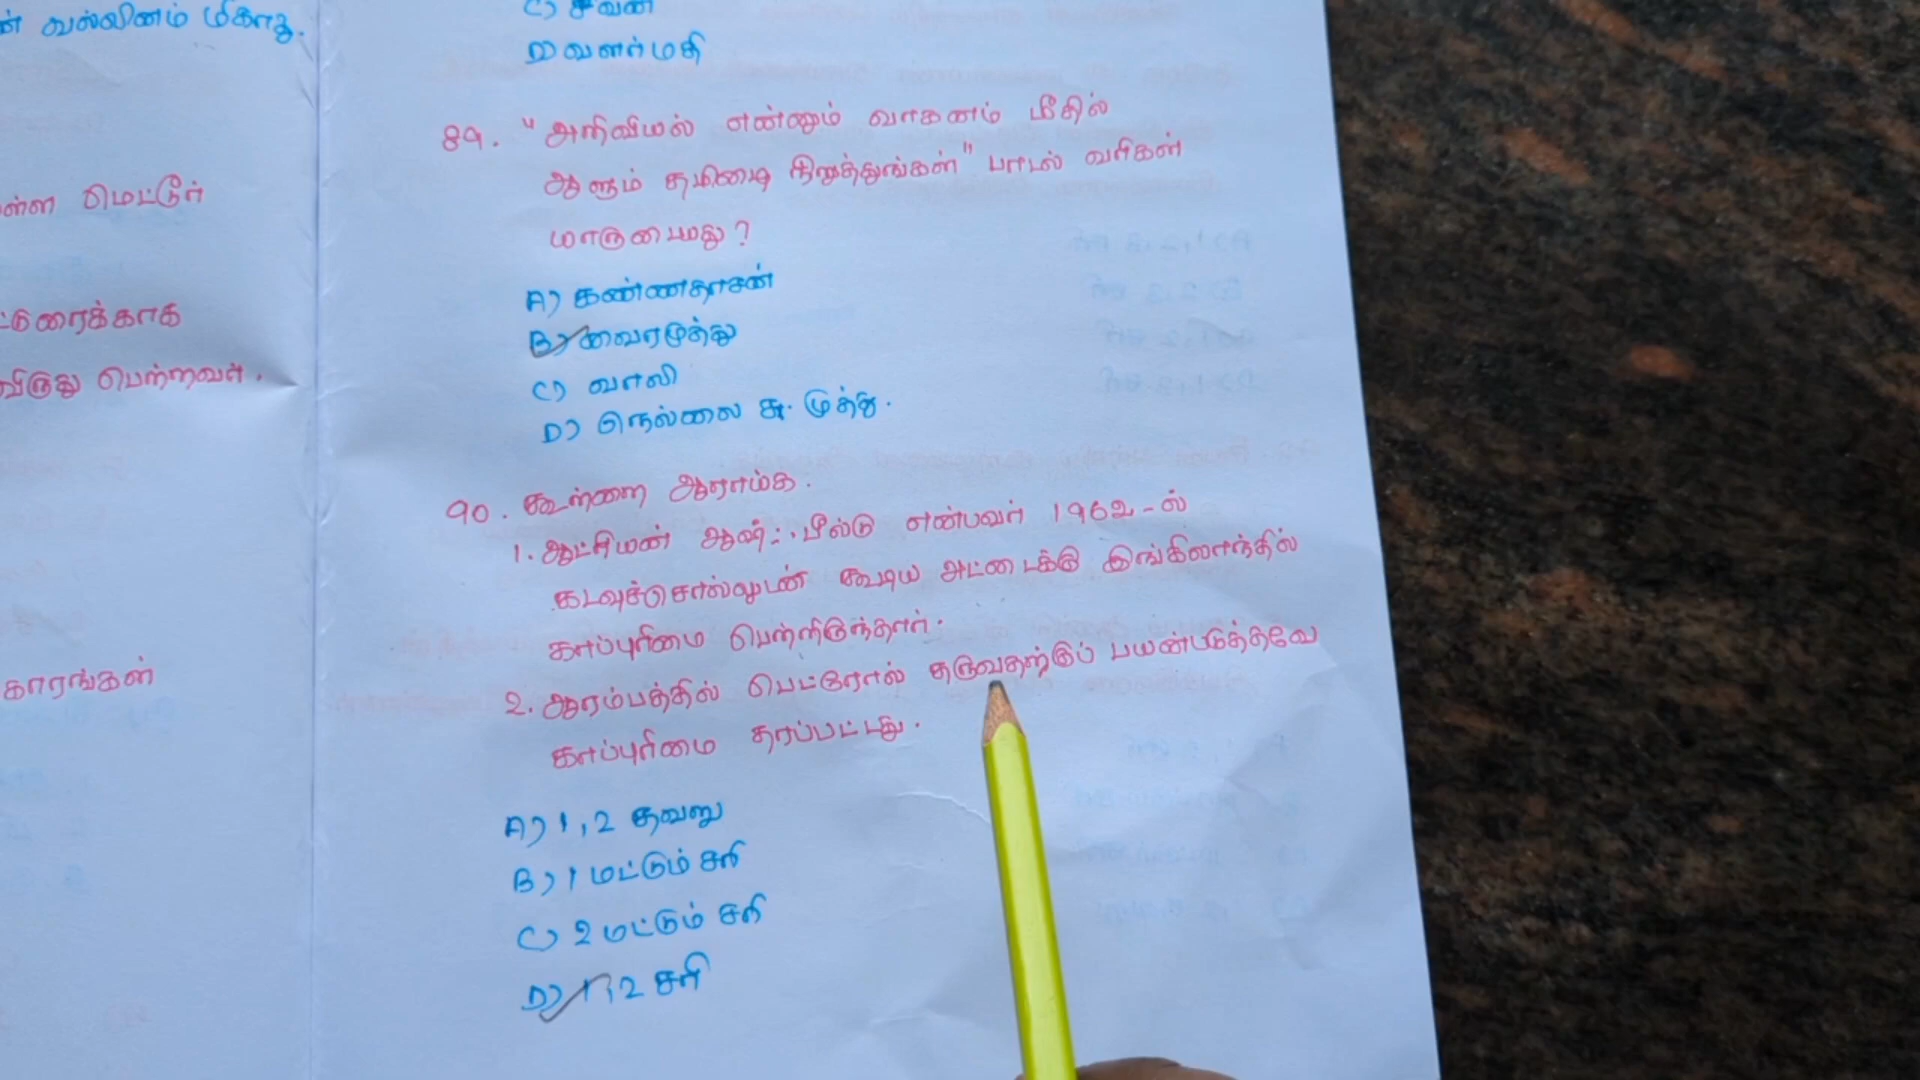 ன் வல்லினம் மிகாது.
ள்ள மெட்டூர்
ட்டுரைக்காக
விருது பெற்றவர்.
காரங்கள்
C) சீவன்
D) வளர்மதி
89. "அறிவியல் என்னும் வாகனம் மீதில்
ஆளும் தமிழை நிறுத்துங்கள்" பாடல் வரிகள்
யாருடையது?
A) கண்ணதாசன்
B) வைரமுத்து
C) வாலி
D) நெல்லை சு. முத்து.
90. கூற்றை ஆராய்க.
1. ஆட்ரியன் ஆஷ்ஃபீல்டு என்பவர் 1962-ல்
கடவுச்சொல்லுடன் கூடிய அட்டைக்கு இங்கிலாந்தில்
காப்புரிமை பெற்றிருந்தார்.
2. ஆரம்பத்தில் பெட்ரோல் தருவதற்குப் பயன்படுத்தவே
காப்புரிமை தரப்பட்டது.
A) 1, 2 தவறு
B) 1 மட்டும் சரி
C) 2 மட்டும் சரி
D) 1, 2 சரி